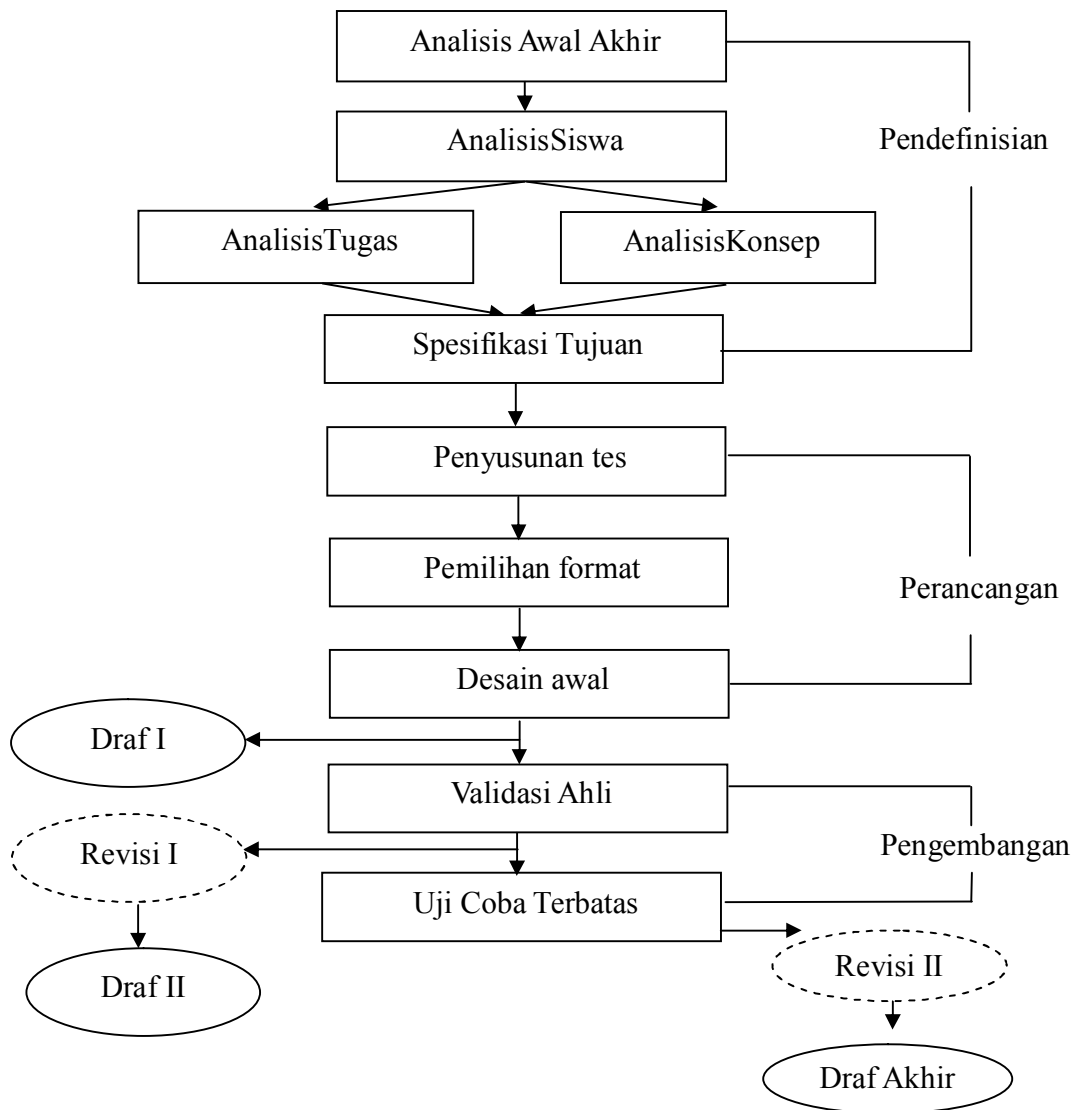 Analisis Awal Akhir
Pendefinisian
AnalisisSiswa
AnalisisTugas
AnalisisKonsep
Spesifikasi Tujuan
Penyusunan tes
Pemilihan format
Perancangan
Desain awal
Draf I
Validasi Ahli
Revisi I
Pengembangan
Uji Coba Terbatas
Revisi II
Draf II
Draf Akhir